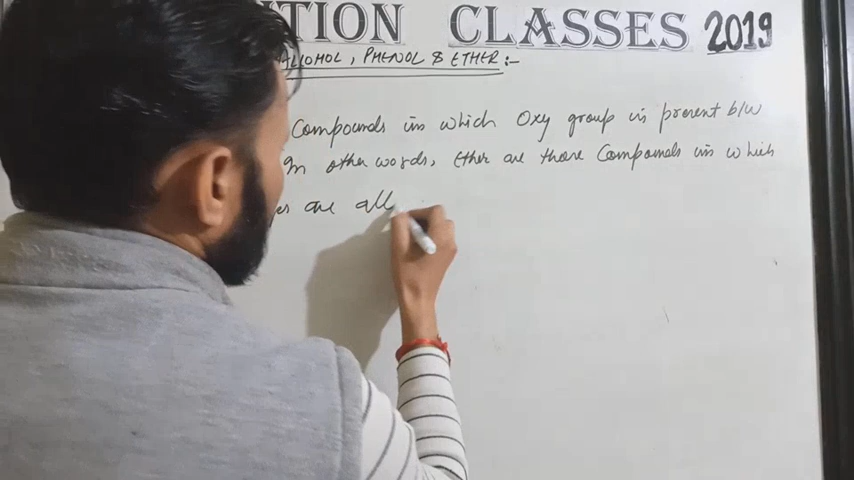 TION CLASSES 2019
ALCOHOL, PHENOL & ETHER :-
Compounds in which Oxy group is present b/w
In other words, Ether are those Compounds in which
are all